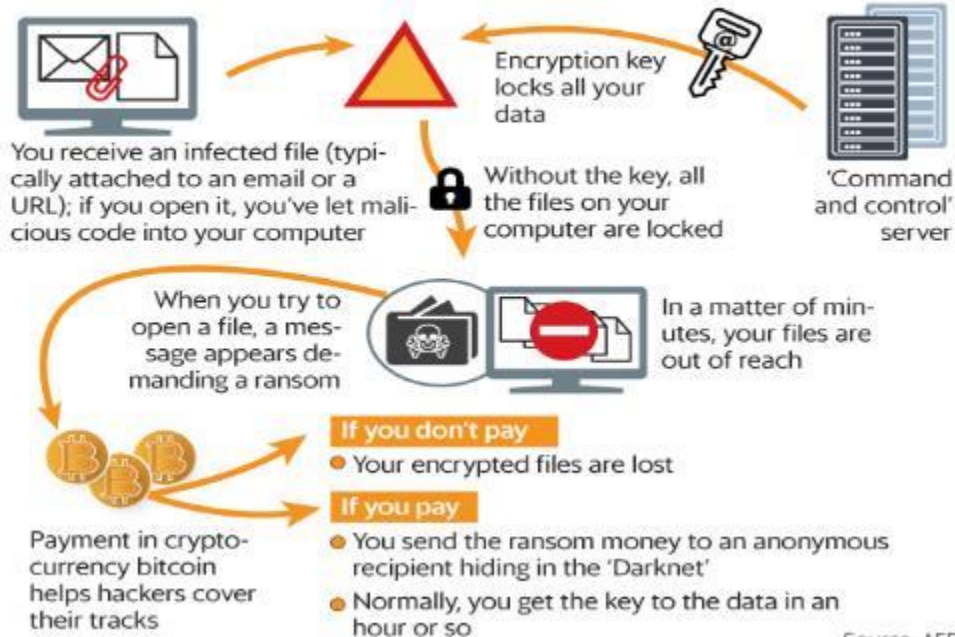 You receive an infected file (typi-
cally attached to an email or a
URL); if you open it, you've let mali-
cious code into your computer
Encryption key
locks all your
data
@
'Command
and control'
server
Without the key, all
the files on your
computer are locked
When you try to
open a file, a mes-
sage appears de-
manding a ransom
In a matter of min-
utes, your files are
out of reach
Payment in crypto-
currency bitcoin
helps hackers cover
their tracks
If you don't pay
Your encrypted files are lost
If you pay
You send the ransom money to an anonymous
recipient hiding in the 'Darknet'
Normally, you get the key to the data in an
hour or so